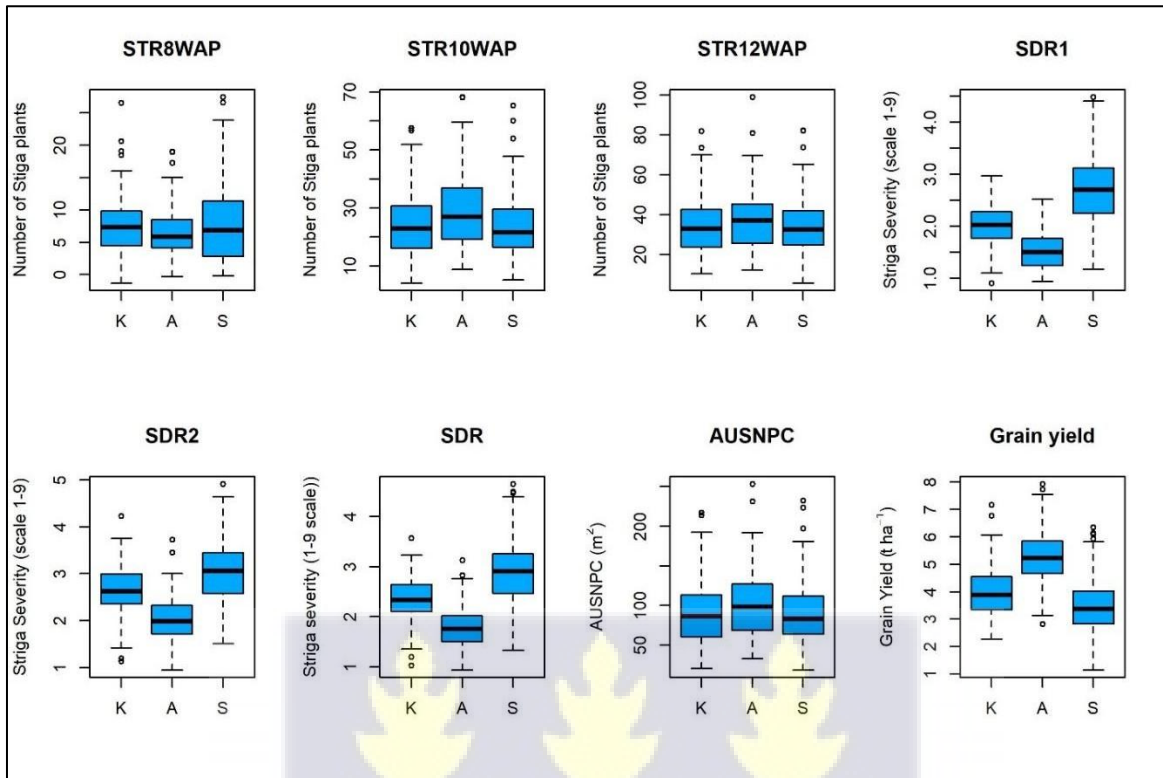 STR8WAP
Number of Stiga plants
0
5
10
20
K A S
STR10WAP
Number of Stiga plants
10
30
50
70
K A S
STR12WAP
Number of Stiga plants
20
40
60
80
100
K A S
SDR1
Striga Severity (scale 1-9)
1.0
2.0
3.0
4.0
K A S
SDR2
Striga Severity (scale 1-9)
1
2
3
4
5
K A S
SDR
Striga Severity (1-9 scale))
1
2
3
4
K A S
AUSNPC
AUSNPC (m²)
50
100
200
K A S
Grain yield
Grain Yield (t ha⁻¹)
1
2
3
4
5
6
7
8
K A S